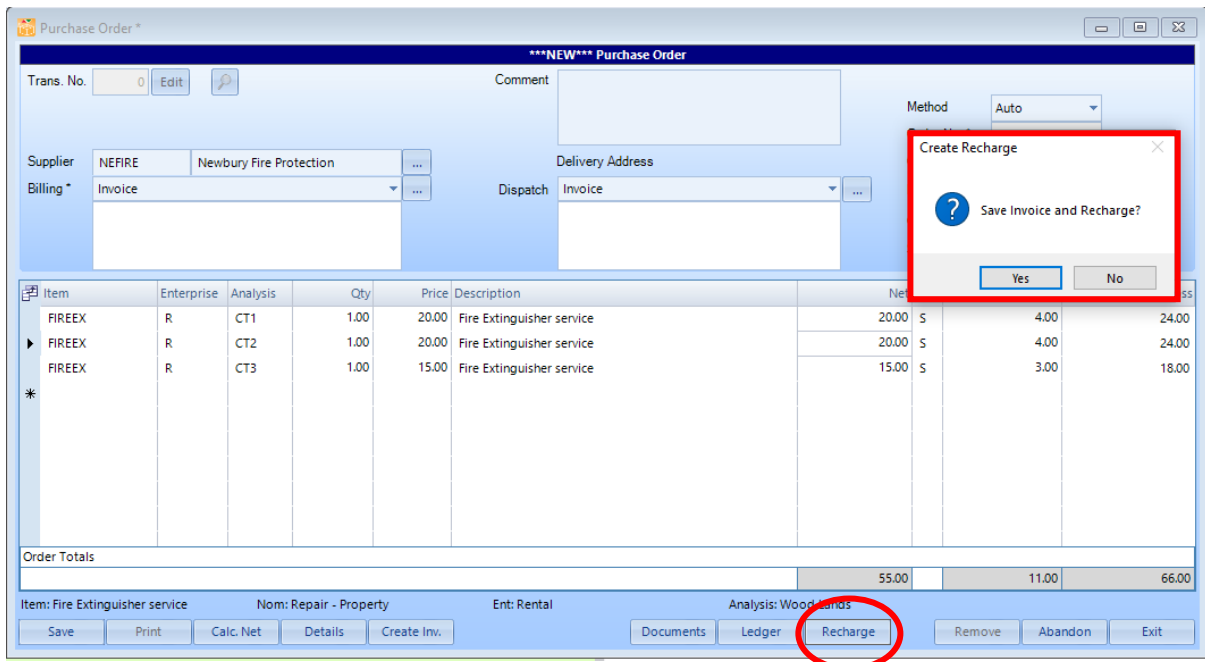 Purchase Order *
***NEW*** Purchase Order
Trans. No. 0 Edit
Comment
Method Auto
Supplier NEFIRE Newbury Fire Protection ...
Billing * Invoice ...
Delivery Address
Dispatch Invoice ...
Create Recharge
? Save Invoice and Recharge?
Yes No
Item Enterprise Analysis Qty Price Description Net
FIREEX R CT1 1.00 20.00 Fire Extinguisher service 20.00 S 4.00 24.00
FIREEX R CT2 1.00 20.00 Fire Extinguisher service 20.00 S 4.00 24.00
FIREEX R CT3 1.00 15.00 Fire Extinguisher service 15.00 S 3.00 18.00
*
Order Totals
55.00 11.00 66.00
Item: Fire Extinguisher service Nom: Repair - Property Ent: Rental Analysis: Wood Lands
Save Print Calc. Net Details Create Inv. Documents Ledger Recharge Remove Abandon Exit